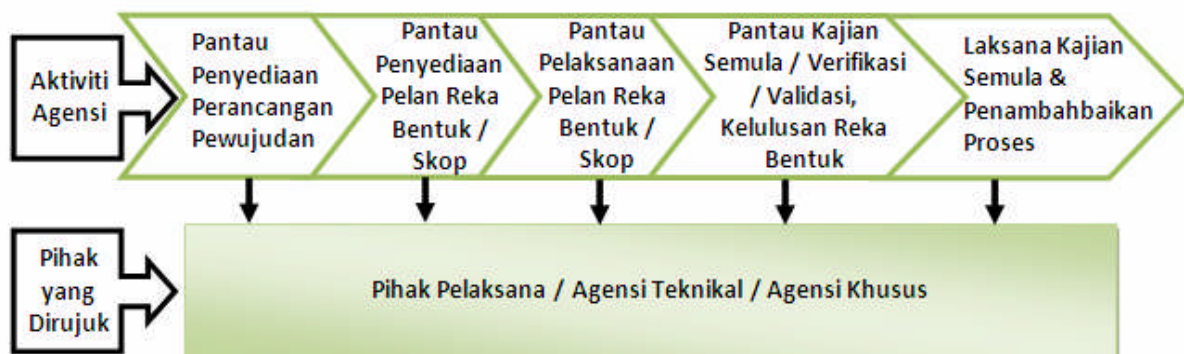 Aktiviti
Agensi
Pantau
Penyediaan
Perancangan
Pewujudan
Pantau
Penyediaan
Pelan Reka
Bentuk /
Skop
Pantau
Pelaksanaan
Pelan Reka
Bentuk /
Skop
Pantau Kajian
Semula / Verifikasi
/ Validasi,
Kelulusan Reka
Bentuk
Laksana Kajian
Semula &
Penambahbaikan
Proses
Pihak
yang
Dirujuk
Pihak Pelaksana / Agensi Teknikal / Agensi Khusus